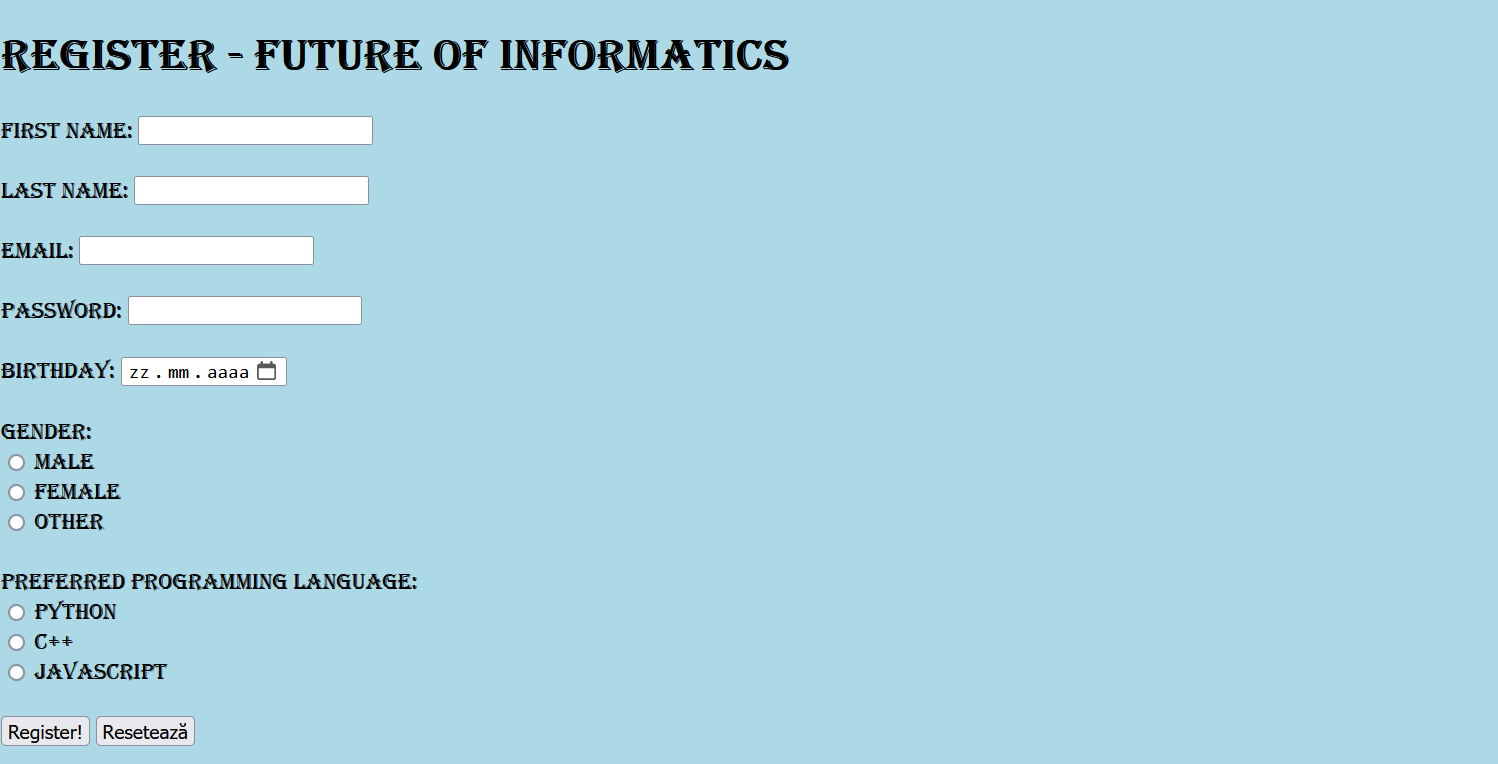 REGISTER - FUTURE OF INFORMATICS
FIRST NAME:
LAST NAME:
EMAIL:
PASSWORD:
BIRTHDAY: zz.mm.aaaa
GENDER:
MALE
FEMALE
OTHER
PREFERRED PROGRAMMING LANGUAGE:
PYTHON
C++
JAVASCRIPT
Register! Resetează